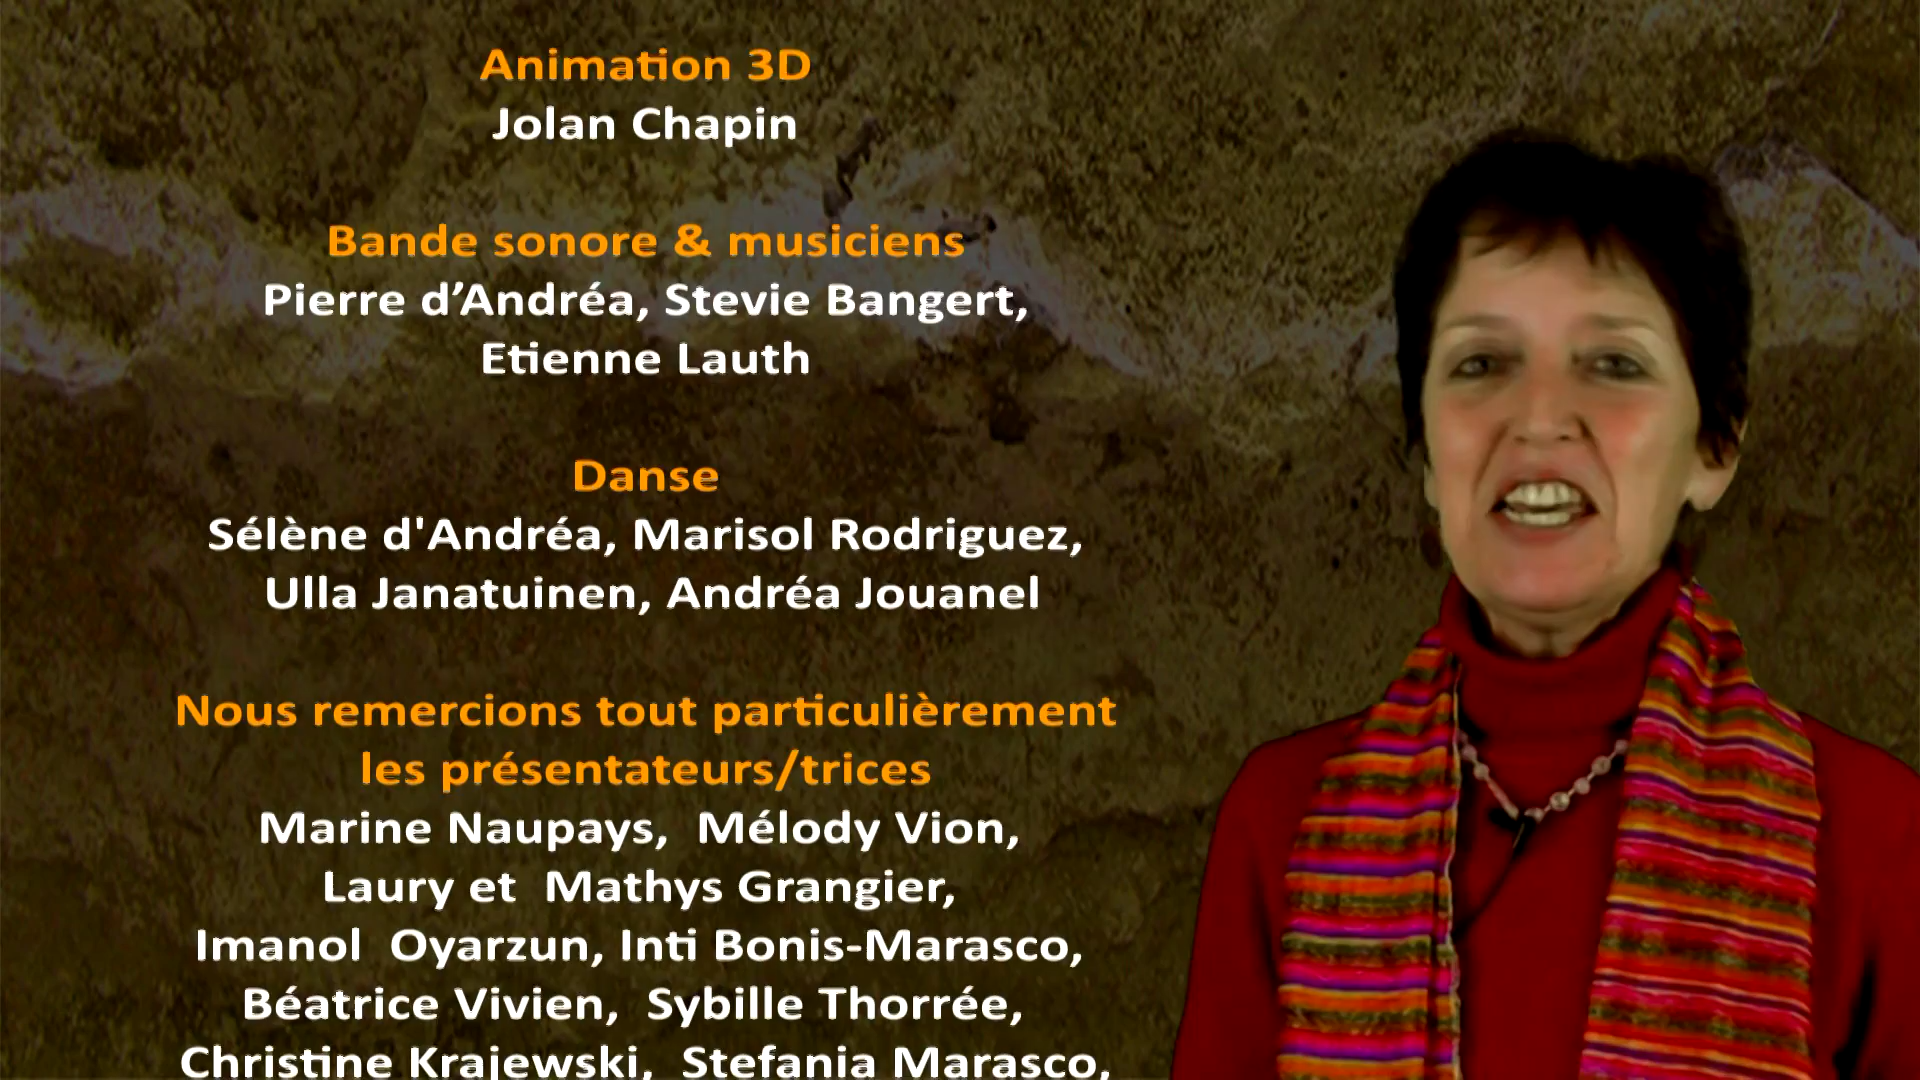 Animation 3D
Jolan Chapin
Bande sonore & musiciens
Pierre d’Andréa, Stevie Bangert,
Etienne Lauth
Danse
Sélène d'Andréa, Marisol Rodriguez,
Ulla Janatuinen, Andréa Jouanel
Nous remercions tout particulièrement
les présentateurs/trices
Marine Naupays, Mélody Vion,
Laury et Mathys Grangier,
Imanol Oyarzun, Inti Bonis-Marasco,
Béatrice Vivien, Sybille Thorrée,
Christine Krajewski, Stefania Marasco,